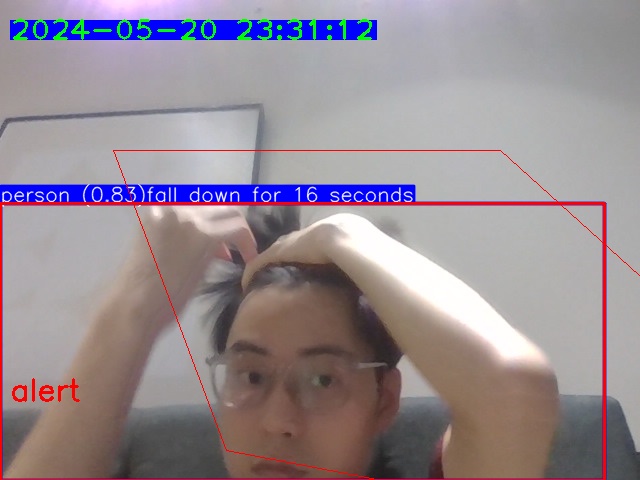 2024-05-20 23:31:12
person (0.83)fall down for 16 seconds
alert